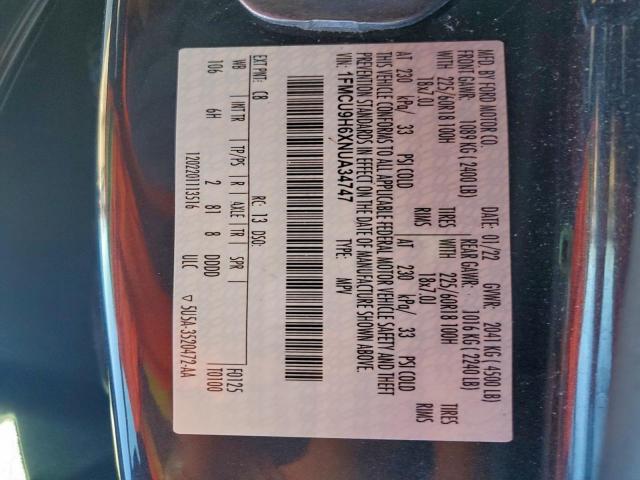 MFD. BY FORD MOTOR CO.
DATE: 01/22 GVWR: 2041 KG ( 4500 LB)
FRONT GAWR: 1089 KG ( 2400 LB) REAR GAWR: 1016 KG ( 2240 LB)
WITH 225/60R18 100H TIRES WITH 225/60R18 100H TIRES
18x7.0J RIMS 18x7.0J RIMS
AT 230 kPa/ 33 PSI COLD AT 230 kPa/ 33 PSI COLD
THIS VEHICLE CONFORMS TO ALL APPLICABLE FEDERAL MOTOR VEHICLE SAFETY AND THEFT
PREVENTION STANDARDS IN EFFECT ON THE DATE OF MANUFACTURE SHOWN ABOVE.
1FMCU9H6XNUA34747 TYPE: MPV
EXT PNT: CB RC: 13 DSO: F0125
WB INT TR TP/PS R AXLE TR SPR T0100
106 6H 2 81 8 DDDD
1202201113516 ULC ▽ 5U5A-3520472-AA